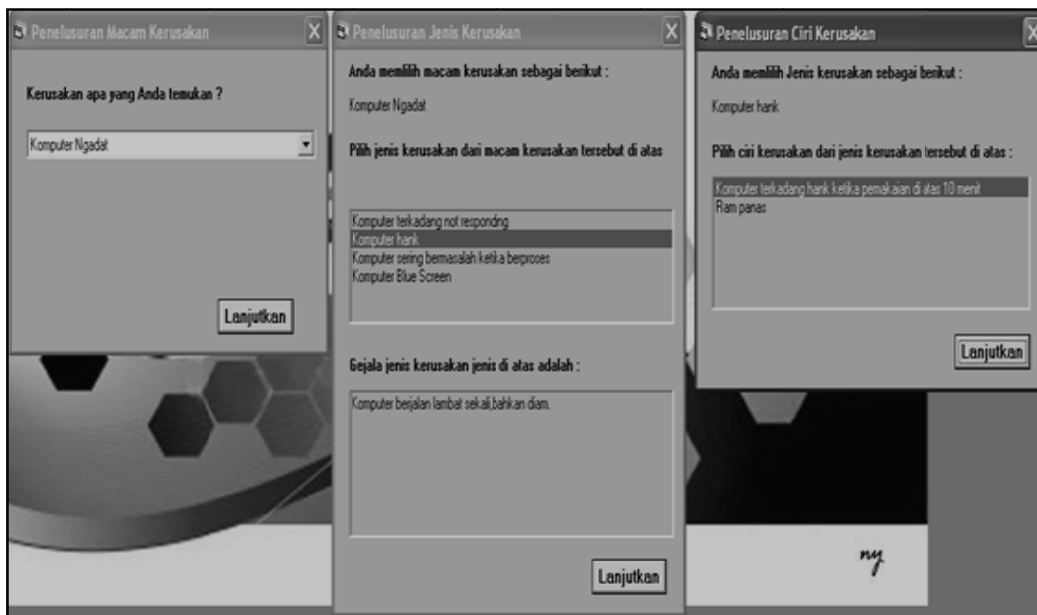 Penelusuran Macam Kerusakan
Kerusakan apa yang Anda temukan ?
Komputer Ngadat
Lanjutkan
Penelusuran Jenis Kerusakan
Anda memilih macam kerusakan sebagai berikut :
Komputer Ngadat
Pilih jenis kerusakan dari macam kerusakan tersebut di atas
Komputer terkadang not respondng
Komputer hank
Komputer sering bermasalah ketika berproses
Komputer Blue Screen
Gejala jenis kerusakan jenis di atas adalah :
Komputer berjalan lambat sekali,bahkan diam.
Lanjutkan
Penelusuran Ciri Kerusakan
Anda memilih Jenis kerusakan sebagai berikut :
Komputer hank
Pilih ciri kerusakan dari jenis kerusakan tersebut di atas :
Komputer terkadang hank ketika pemakaian di atas 10 menit
Ram panas
Lanjutkan
ny